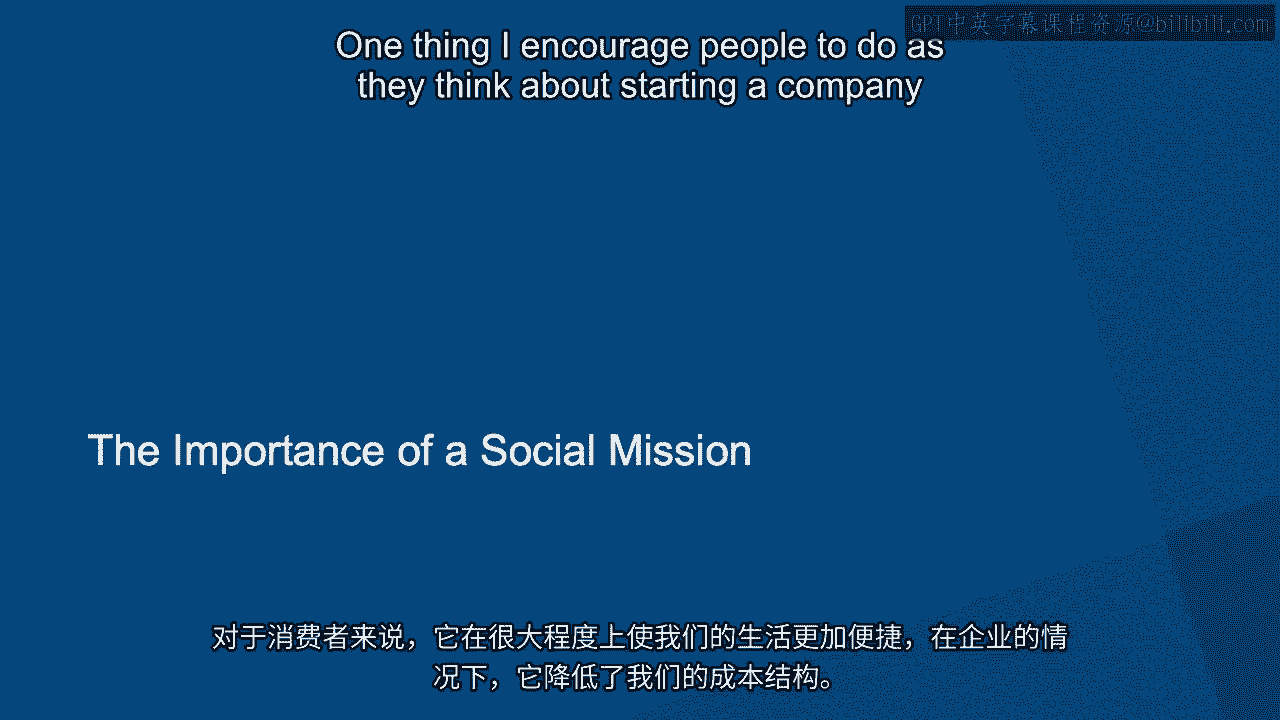 GPT中英字幕课程资源@bilibili.com
One thing I encourage people to do as
they think about starting a company
The Importance of a Social Mission
对于消费者来说，它在很大程度上使我们的生活更加便捷，在企业的情
况下，它降低了我们的成本结构。